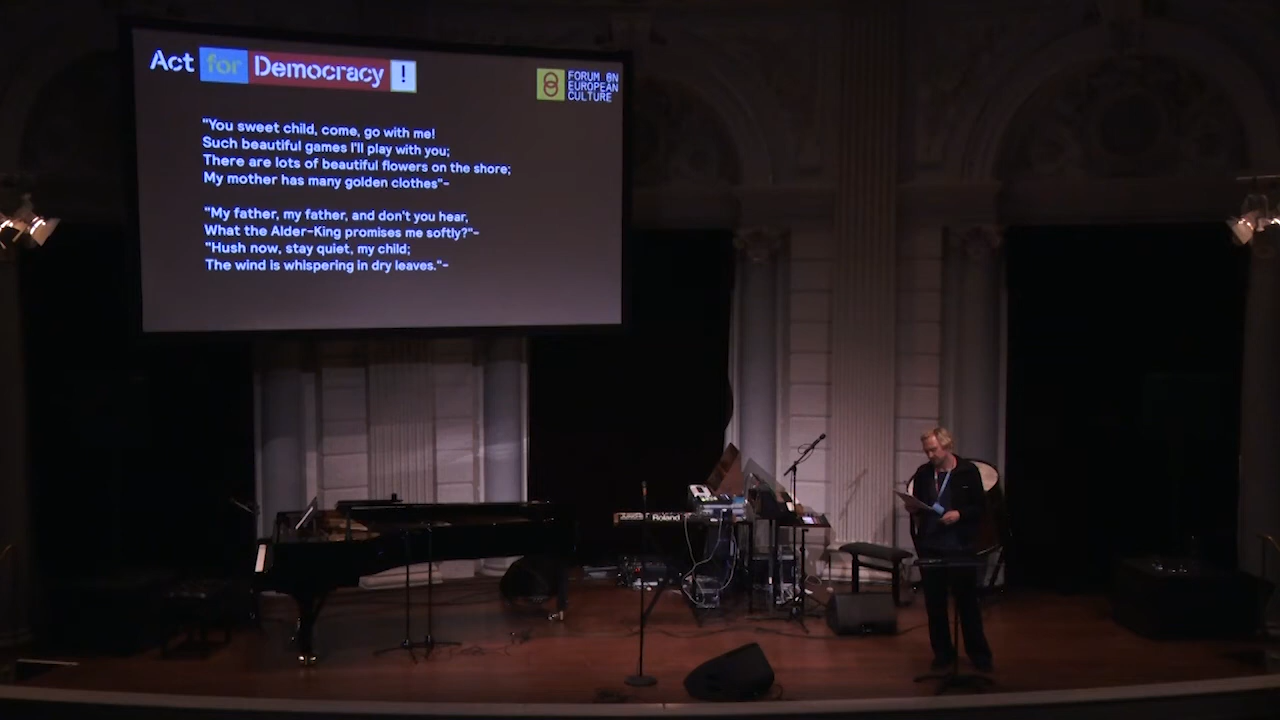 Act for Democracy!
FORUM ON
EUROPEAN
CULTURE
"You sweet child, come, go with me!
Such beautiful games I'll play with you;
There are lots of beautiful flowers on the shore;
My mother has many golden clothes"-
"My father, my father, and don't you hear,
What the Alder-King promises me softly?"-
"Hush now, stay quiet, my child;
The wind is whispering in dry leaves."-
Roland